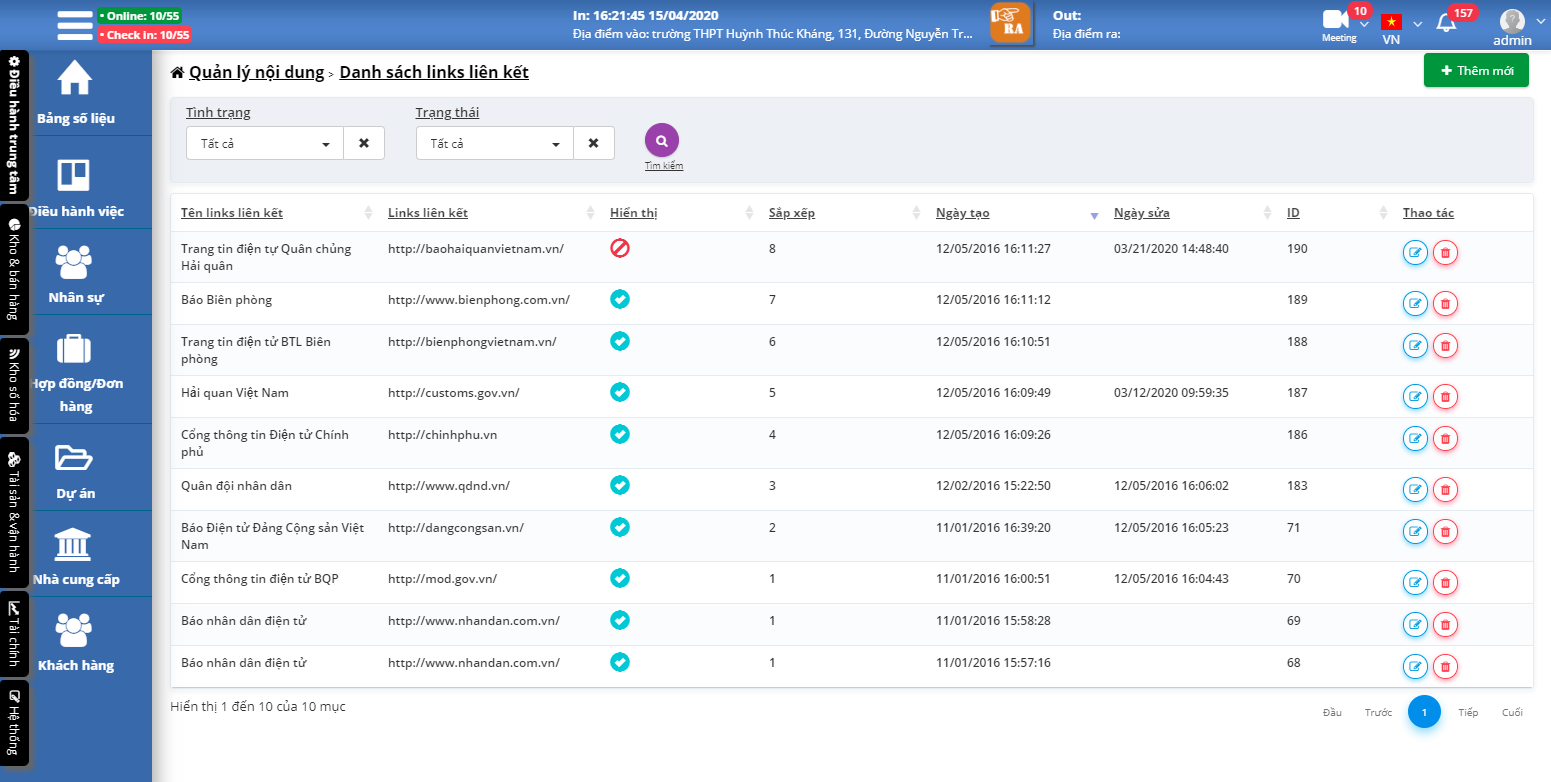 • Online: 10/55
• Check in: 10/55
In: 16:21:45 15/04/2020
Địa điểm vào: trường THPT Huỳnh Thúc Kháng, 131, Đường Nguyễn Tr...
RA
Out:
Địa điểm ra:
Meeting
10
VN
157
admin
Điều hành trung tâm
Kho & bán hàng
Kho số hóa
Tài sản & vận hành
Tài chính
Hệ thống
Bảng số liệu
Điều hành việc
Nhân sự
Hợp đồng/Đơn
hàng
Dự án
Nhà cung cấp
Khách hàng
Quản lý nội dung > Danh sách links liên kết
Thêm mới
Tình trạng
Trạng thái
Tất cả
Tất cả
Tìm kiếm
Tên links liên kết Links liên kết Hiển thị Sắp xếp Ngày tạo Ngày sửa ID Thao tác
Trang tin điện tự Quân chủng
Hải quân
http://baohaiquanvietnam.vn/ 8 12/05/2016 16:11:27 03/21/2020 14:48:40 190
Báo Biên phòng http://www.bienphong.com.vn/ 7 12/05/2016 16:11:12 189
Trang tin điện tử BTL Biên
phòng
http://bienphongvietnam.vn/ 6 12/05/2016 16:10:51 188
Hải quan Việt Nam http://customs.gov.vn/ 5 12/05/2016 16:09:49 03/12/2020 09:59:35 187
Cổng thông tin Điện tử Chính
phủ
http://chinhphu.vn 4 12/05/2016 16:09:26 186
Quân đội nhân dân http://www.qdnd.vn/ 3 12/02/2016 15:22:50 12/05/2016 16:06:02 183
Báo Điện tử Đảng Cộng sản Việt
Nam
http://dangcongsan.vn/ 2 11/01/2016 16:39:20 12/05/2016 16:05:23 71
Cổng thông tin điện tử BQP http://mod.gov.vn/ 1 11/01/2016 16:00:51 12/05/2016 16:04:43 70
Báo nhân dân điện tử http://www.nhandan.com.vn/ 1 11/01/2016 15:58:28 69
Báo nhân dân điện tử http://www.nhandan.com.vn/ 1 11/01/2016 15:57:16 68
Hiển thị 1 đến 10 của 10 mục
Đầu Trước 1 Tiếp Cuối